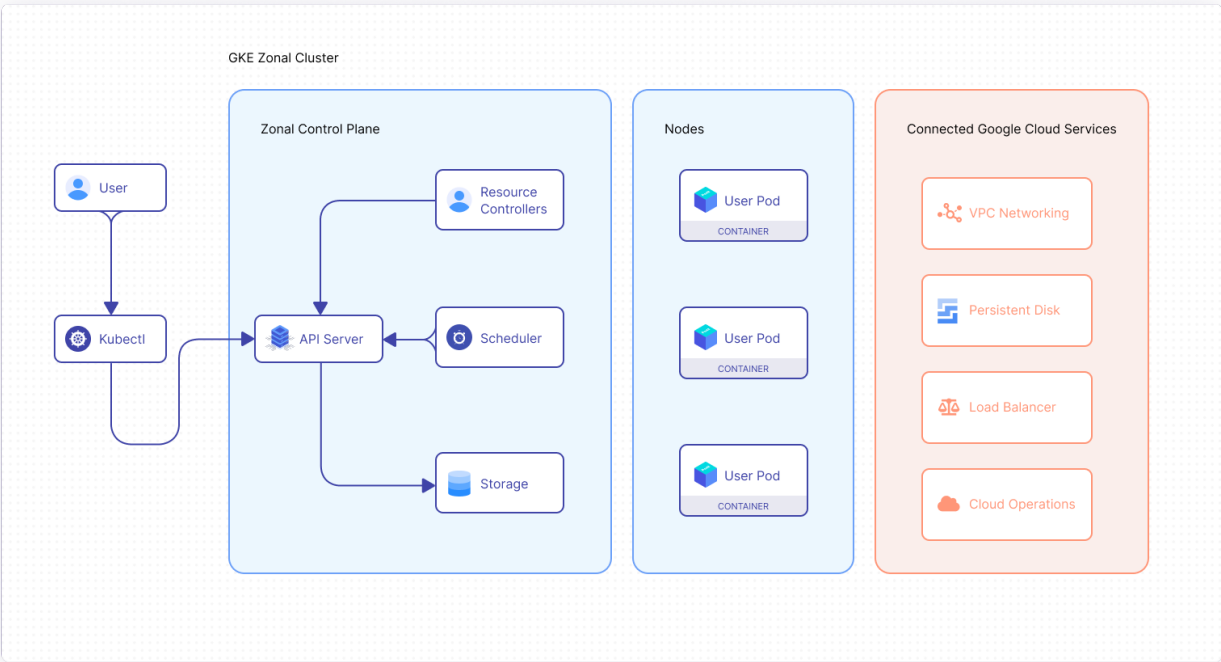 GKE Zonal Cluster
Zonal Control Plane
Nodes
Connected Google Cloud Services
User
Kubectl
Resource
Controllers
API Server
Scheduler
Storage
User Pod
CONTAINER
User Pod
CONTAINER
User Pod
CONTAINER
VPC Networking
Persistent Disk
Load Balancer
Cloud Operations